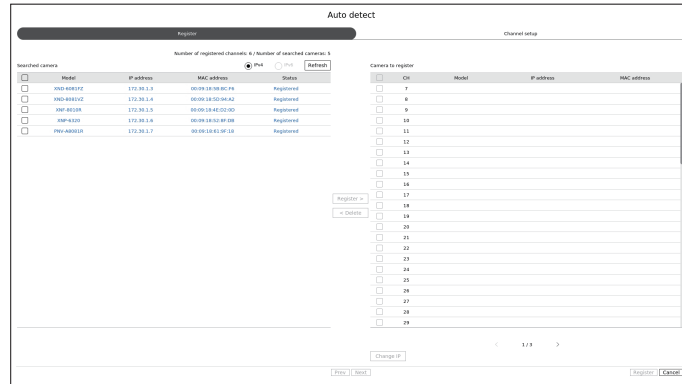 Auto detect
Register
Channel setup
Number of registered channels: 6 / Number of searched cameras: 5
Searched camera
IPv4
IPv6
Refresh
Camera to register
Model IP address MAC address Status
XND-6081FZ 172.30.1.3 00:09:18:5B:BC:F6 Registered
XND-8081VZ 172.30.1.4 00:09:18:5D:94:A2 Registered
XNF-8010R 172.30.1.5 00:09:18:4E:D2:0D Registered
XNP-6320 172.30.1.6 00:09:18:52:BF:DB Registered
PNV-A9081R 172.30.1.7 00:09:18:61:9F:16 Registered
CH Model IP address MAC address
7
8
9
10
11
12
13
14
15
16
17
18
19
20
21
22
23
24
25
26
27
28
29
Register >
< Delete
< 1 / 3 >
Change IP
Prev Next
Register Cancel